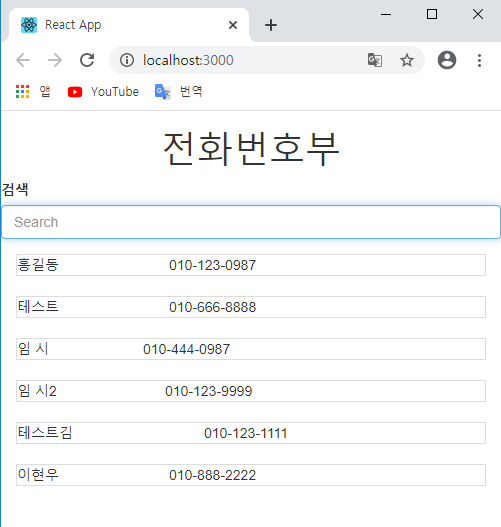 React App
localhost:3000
앱 YouTube 번역
전화번호부
검색
Search
홍길동 010-123-0987
테스트 010-666-8888
임 시 010-444-0987
임 시2 010-123-9999
테스트김 010-123-1111
이현우 010-888-2222